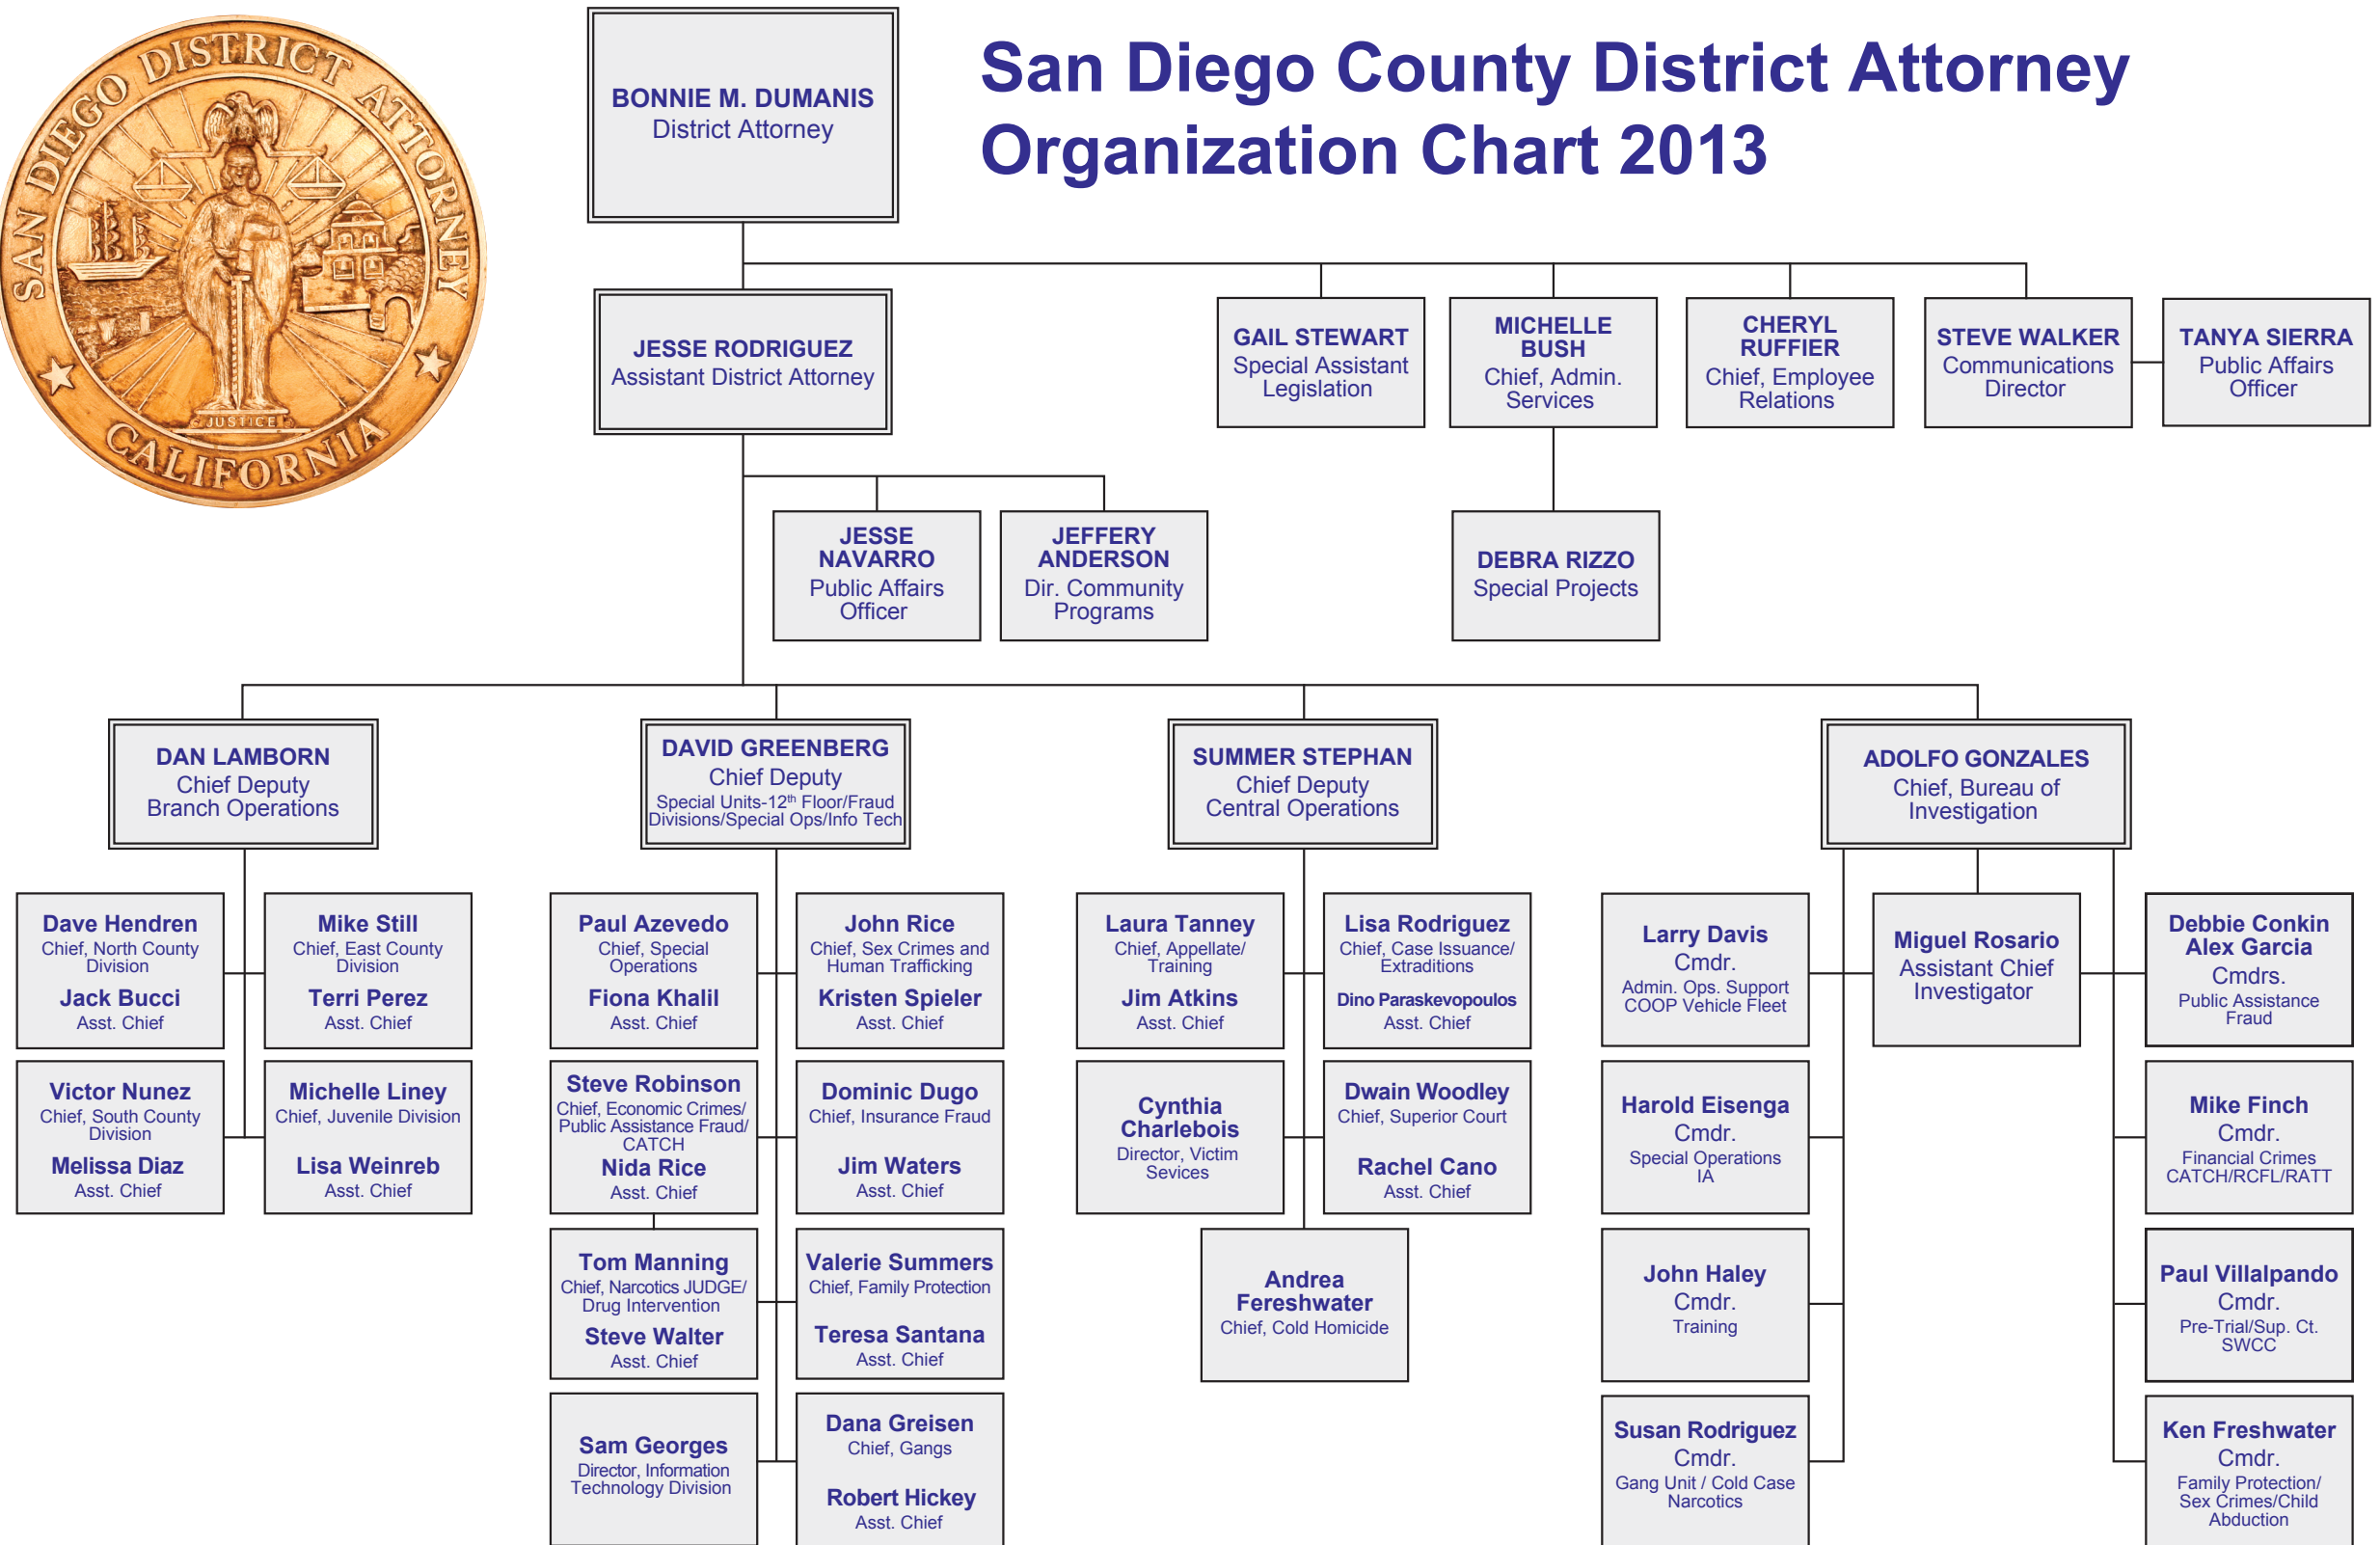 SAN DIEGO DISTRICT ATTORNEY
JUSTICE
CALIFORNIA
San Diego County District Attorney
Organization Chart 2013
BONNIE M. DUMANIS
District Attorney
JESSE RODRIGUEZ
Assistant District Attorney
GAIL STEWART
Special Assistant
Legislation
MICHELLE
BUSH
Chief, Admin.
Services
CHERYL
RUFFIER
Chief, Employee
Relations
STEVE WALKER
Communications
Director
TANYA SIERRA
Public Affairs
Officer
JESSE
NAVARRO
Public Affairs
Officer
JEFFERY
ANDERSON
Dir. Community
Programs
DEBRA RIZZO
Special Projects
DAN LAMBORN
Chief Deputy
Branch Operations
DAVID GREENBERG
Chief Deputy
Special Units-12th Floor/Fraud
Divisions/Special Ops/Info Tech
SUMMER STEPHAN
Chief Deputy
Central Operations
ADOLFO GONZALES
Chief, Bureau of
Investigation
Dave Hendren
Chief, North County
Division
Jack Bucci
Asst. Chief
Mike Still
Chief, East County
Division
Terri Perez
Asst. Chief
Victor Nunez
Chief, South County
Division
Melissa Diaz
Asst. Chief
Michelle Liney
Chief, Juvenile Division
Lisa Weinreb
Asst. Chief
Paul Azevedo
Chief, Special
Operations
Fiona Khalil
Asst. Chief
John Rice
Chief, Sex Crimes and
Human Trafficking
Kristen Spieler
Asst. Chief
Steve Robinson
Chief, Economic Crimes/
Public Assistance Fraud/
CATCH
Nida Rice
Asst. Chief
Dominic Dugo
Chief, Insurance Fraud
Jim Waters
Asst. Chief
Tom Manning
Chief, Narcotics JUDGE/
Drug Intervention
Steve Walter
Asst. Chief
Valerie Summers
Chief, Family Protection
Teresa Santana
Asst. Chief
Sam Georges
Director, Information
Technology Division
Dana Greisen
Chief, Gangs
Robert Hickey
Asst. Chief
Laura Tanney
Chief, Appellate/
Training
Jim Atkins
Asst. Chief
Lisa Rodriguez
Chief, Case Issuance/
Extraditions
Dino Paraskevopoulos
Asst. Chief
Cynthia
Charlebois
Director, Victim
Sevices
Dwain Woodley
Chief, Superior Court
Rachel Cano
Asst. Chief
Andrea
Fereshwater
Chief, Cold Homicide
Larry Davis
Cmdr.
Admin. Ops. Support
COOP Vehicle Fleet
Miguel Rosario
Assistant Chief
Investigator
Debbie Conkin
Alex Garcia
Cmdrs.
Public Assistance
Fraud
Harold Eisenga
Cmdr.
Special Operations
IA
Mike Finch
Cmdr.
Financial Crimes
CATCH/RCFL/RATT
John Haley
Cmdr.
Training
Paul Villalpando
Cmdr.
Pre-Trial/Sup. Ct.
SWCC
Susan Rodriguez
Cmdr.
Gang Unit / Cold Case
Narcotics
Ken Freshwater
Cmdr.
Family Protection/
Sex Crimes/Child
Abduction